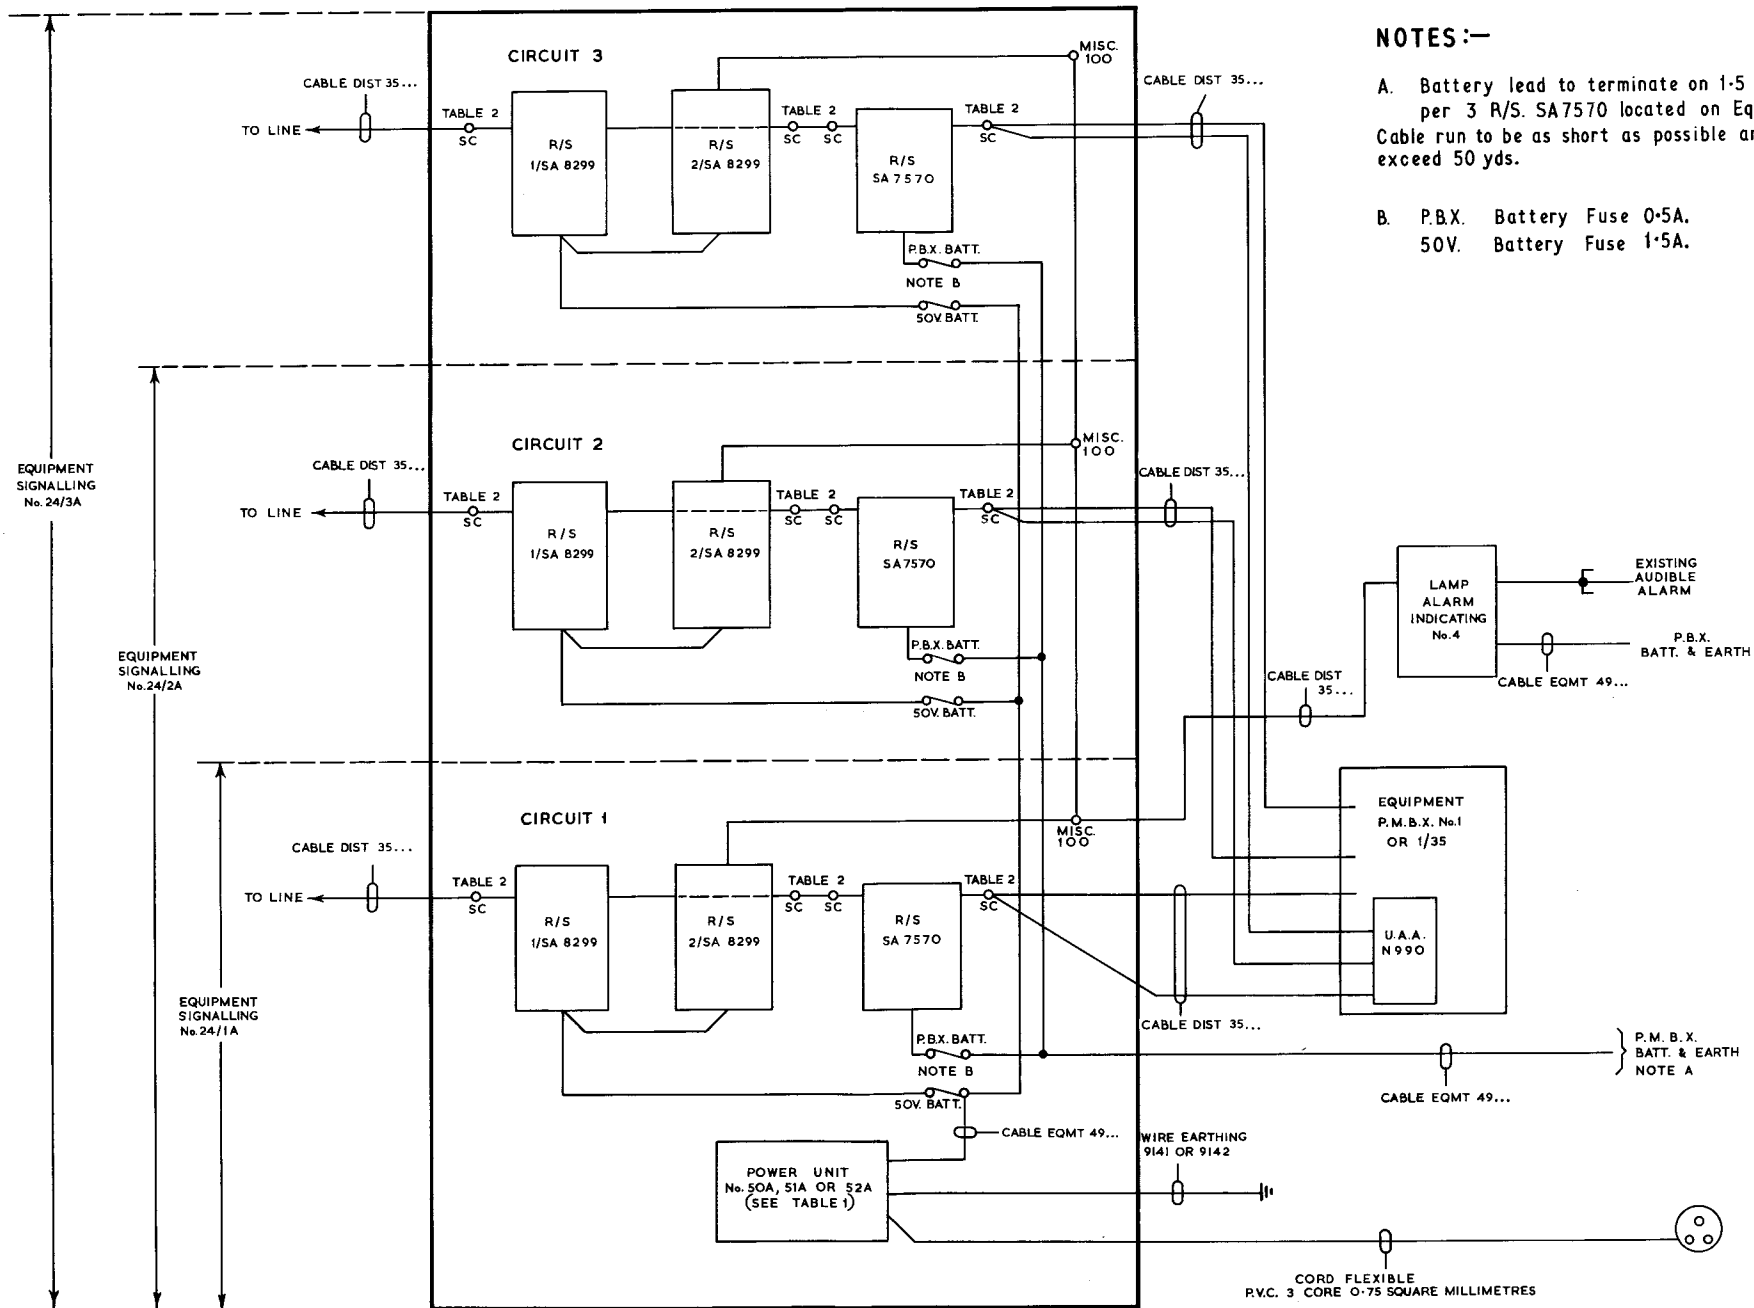 NOTES:—
A. Battery lead to terminate on 1·5
per 3 R/S. SA7570 located on
Cable run to be as short as possible
exceed 50 yds.
B. P.B.X. Battery Fuse 0·5A.
50V. Battery Fuse 1·5A.
CIRCUIT 3
MISC.
100
CABLE DIST 35...
CABLE DIST 35...
TO LINE
TABLE 2
SC
R/S
1/SA 8299
R/S
2/SA 8299
TABLE 2
SC SC
R/S
SA 7570
TABLE 2
SC
P.B.X. BATT.
NOTE B
50V. BATT.
EQUIPMENT
SIGNALLING
No. 24/3A
CIRCUIT 2
MISC.
100
CABLE DIST 35...
CABLE DIST 35...
TO LINE
TABLE 2
SC
R/S
1/SA 8299
R/S
2/SA 8299
TABLE 2
SC SC
R/S
SA7570
TABLE 2
SC
P.B.X. BATT.
NOTE B
50V. BATT.
EQUIPMENT
SIGNALLING
No.24/2A
LAMP
ALARM
INDICATING
No.4
EXISTING
AUDIBLE
ALARM
P.B.X.
BATT. & EARTH
CABLE EQMT 49...
CABLE DIST
35...
CIRCUIT 1
MISC.
100
CABLE DIST 35...
TO LINE
TABLE 2
SC
R/S
1/SA 8299
R/S
2/SA 8299
TABLE 2
SC SC
R/S
SA 7570
TABLE 2
SC
P.B.X. BATT.
NOTE B
50V. BATT.
EQUIPMENT
SIGNALLING
No. 24/1A
EQUIPMENT
P.M.B.X. No.1
OR 1/35
U.A.A.
N990
CABLE DIST 35...
P.M.B.X.
BATT. & EARTH
NOTE A
CABLE EQMT 49...
CABLE EQMT 49...
WIRE EARTHING
9141 OR 9142
POWER UNIT
No. 50A, 51A OR 52A
(SEE TABLE 1)
CORD FLEXIBLE
P.V.C. 3 CORE 0·75 SQUARE MILLIMETRES